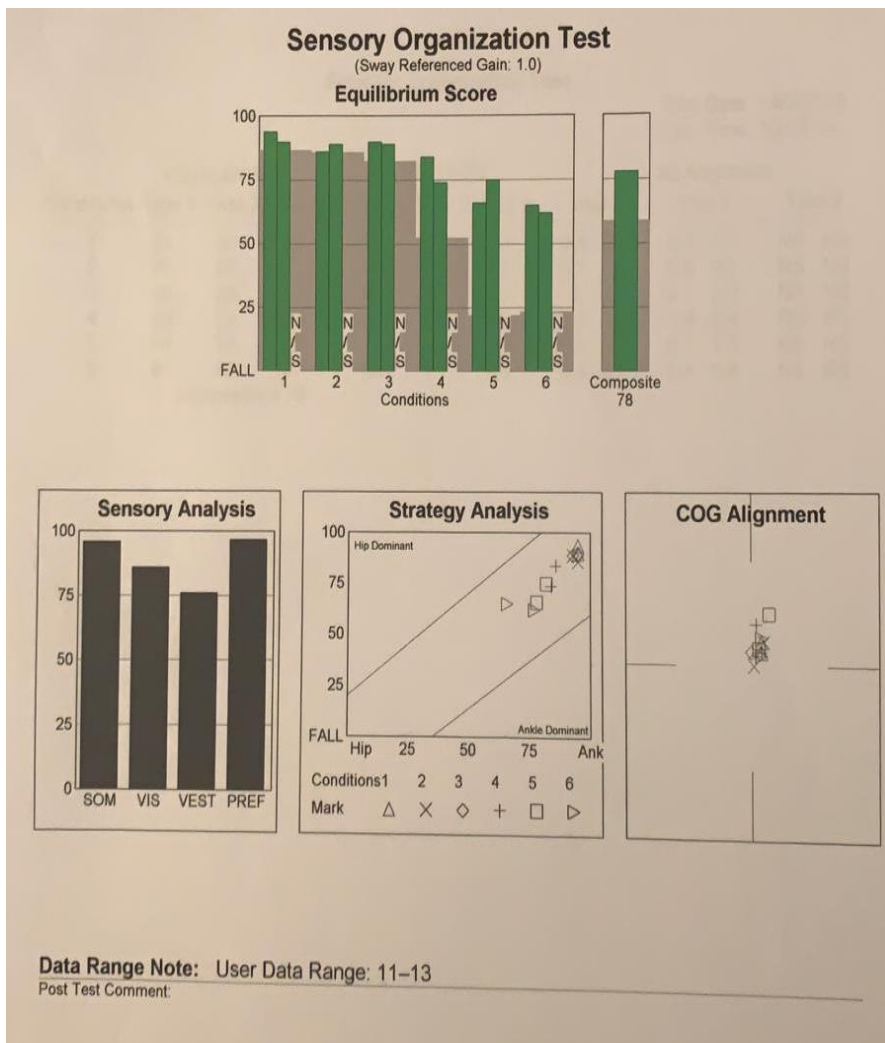 Sensory Organization Test
(Sway Referenced Gain: 1.0)
Equilibrium Score
100
75
50
25
FALL
N/S N/S N/S N/S N/S N/S
1 2 3 4 5 6
Conditions
Composite
78
Sensory Analysis
100
75
50
25
0
SOM VIS VEST PREF
Strategy Analysis
100
Hip Dominant
75
50
25
FALL
Ankle Dominant
Hip 25 50 75 Ank
Conditions1 2 3 4 5 6
Mark △ × ◇ + □ ▷
COG Alignment
Data Range Note: User Data Range: 11–13
Post Test Comment: